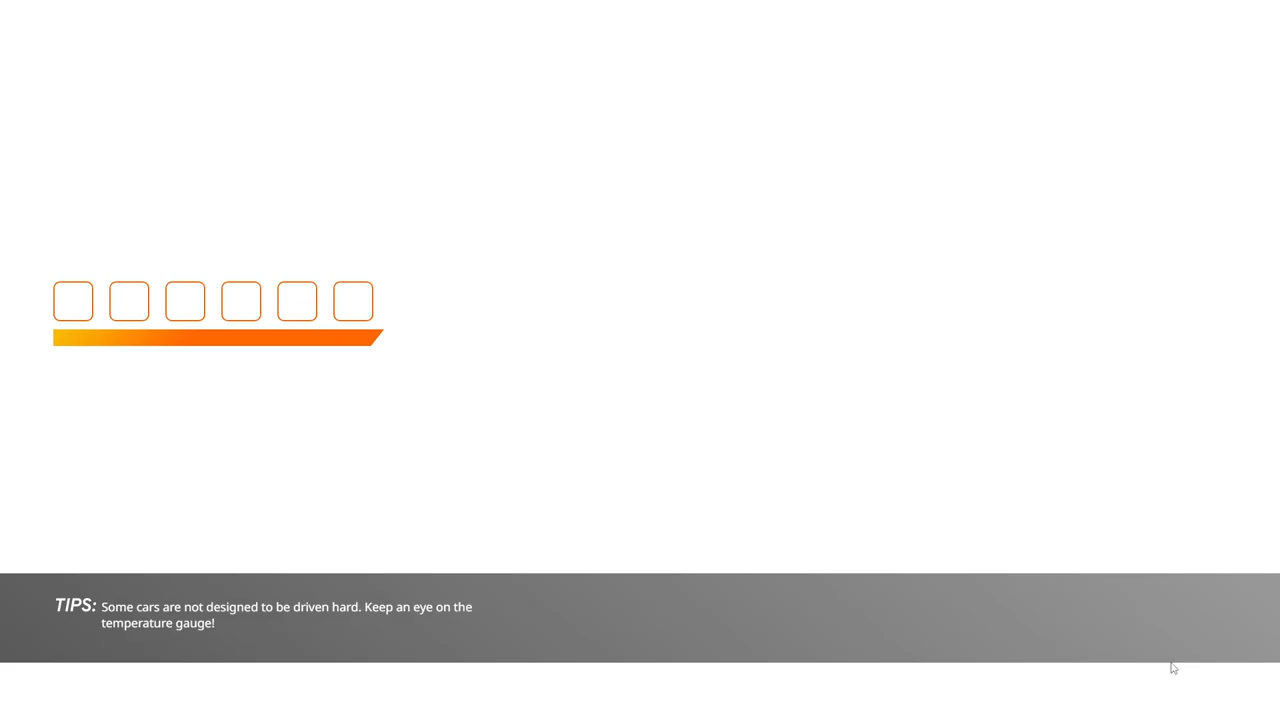 TIPS: Some cars are not designed to be driven hard. Keep an eye on the
temperature gauge!